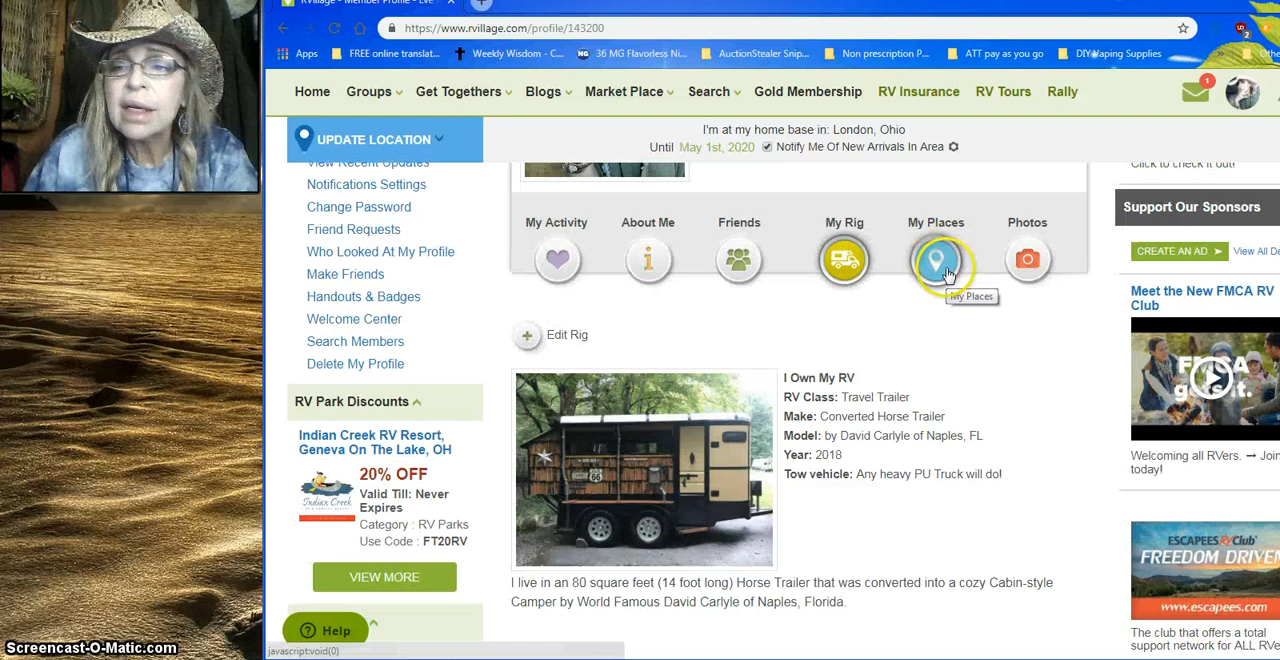 RVillage - Member Profile - Eve
https://www.rvillage.com/profile/143200
Apps FREE online translat... Weekly Wisdom - C... 36 MG Flavorless Ni... AuctionStealer Snip... Non prescription P... ATT pay as you go DIY Vaping Supplies
Home Groups Get Togethers Blogs Market Place Search Gold Membership RV Insurance RV Tours Rally
1
UPDATE LOCATION
I'm at my home base in: London, Ohio
Until May 1st, 2020 Notify Me Of New Arrivals In Area
View Recent Updates
Notifications Settings
Change Password
Friend Requests
Who Looked At My Profile
Make Friends
Handouts & Badges
Welcome Center
Search Members
Delete My Profile
RV Park Discounts
Indian Creek RV Resort,
Geneva On The Lake, OH
Indian Creek
20% OFF
Valid Till: Never
Expires
Category : RV Parks
Use Code : FT20RV
VIEW MORE
Help
javascript:void(0)
My Activity About Me Friends My Rig My Places Photos
My Places
Edit Rig
66
I Own My RV
RV Class: Travel Trailer
Make: Converted Horse Trailer
Model: by David Carlyle of Naples, FL
Year: 2018
Tow vehicle: Any heavy PU Truck will do!
I live in an 80 square feet (14 foot long) Horse Trailer that was converted into a cozy Cabin-style
Camper by World Famous David Carlyle of Naples, Florida.
Click to check it out!
Support Our Sponsors
CREATE AN AD View All De
Meet the New FMCA RV
Club
Welcoming all RVers. → Join
today!
ESCAPEES RV Club
FREEDOM DRIVEN
www.escapees.com
The club that offers a total
support network for ALL RVe
Screencast-O-Matic.com